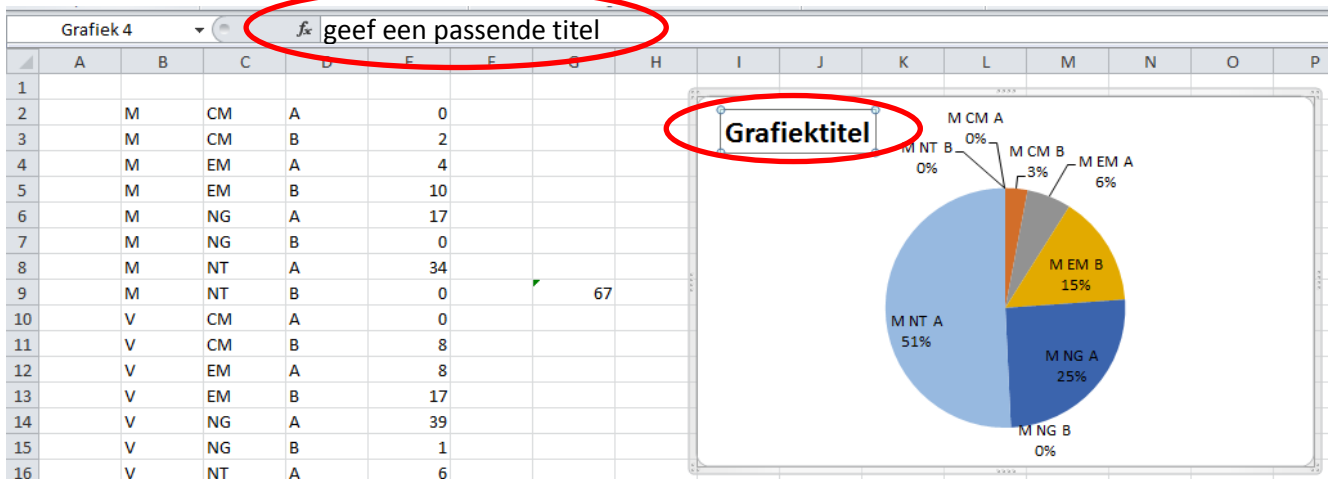 Grafiek 4 fx geef een passende titel
A B C D E F G H I J K L M N O P
1
2 M CM A 0
3 M CM B 2
4 M EM A 4
5 M EM B 10
6 M NG A 17
7 M NG B 0
8 M NT A 34
9 M NT B 0 67
10 V CM A 0
11 V CM B 8
12 V EM A 8
13 V EM B 17
14 V NG A 39
15 V NG B 1
16 V NT A 6
Grafiektitel
M CM A
0%
M NT B
0%
M CM B
3%
M EM A
6%
M EM B
15%
M NT A
51%
M NG A
25%
M NG B
0%